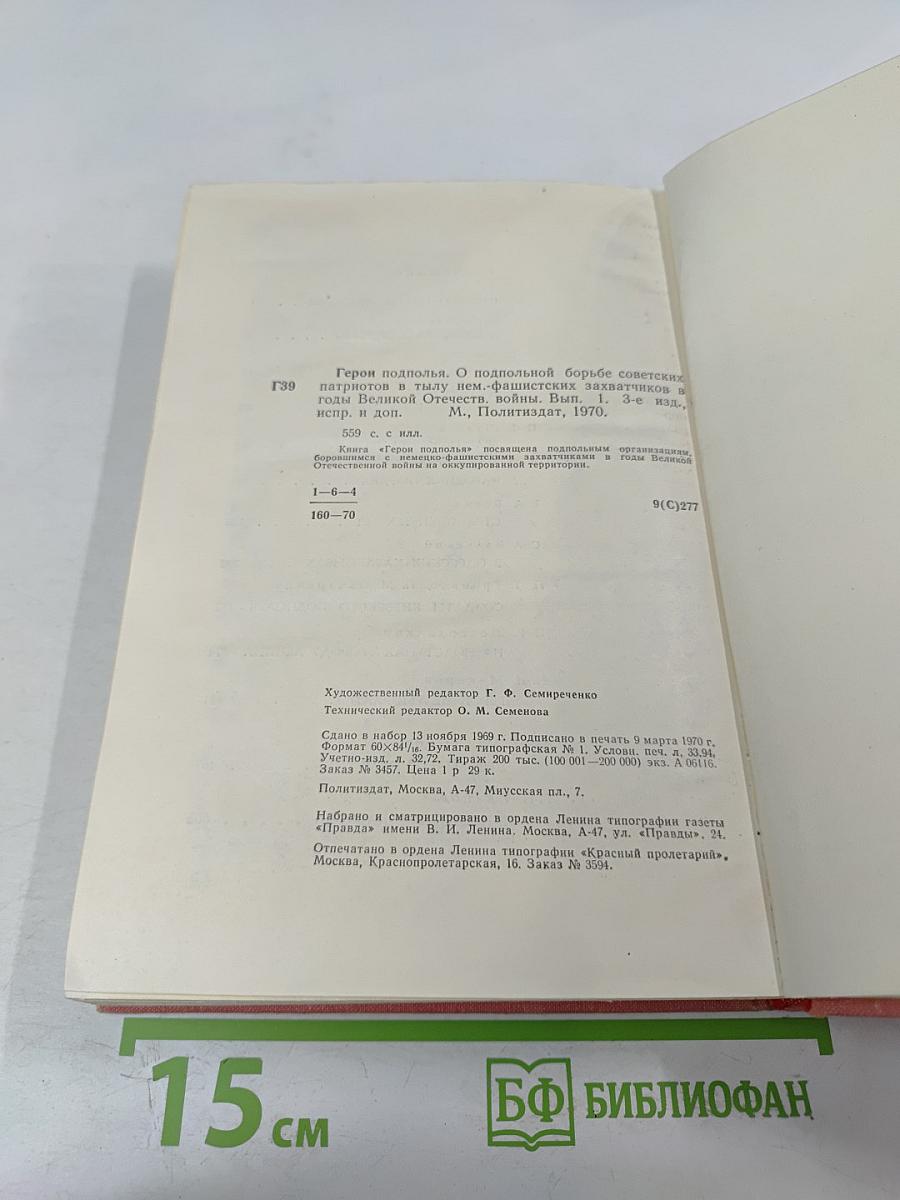 Герои подполья. О подпольной борьбе советских
Г39 патриотов в тылу нем.-фашистских захватчиков в
годы Великой Отечеств. войны. Вып. 1. 3-е изд.,
испр. и доп. М., Политиздат, 1970.
559 с. с илл.
Книга «Герои подполья» посвящена подпольным организациям,
боровшимся с немецко-фашистскими захватчиками в годы Великой
Отечественной войны на оккупированной территории.
1—6—4
160—70
9(С)277
Художественный редактор Г. Ф. Семиреченко
Технический редактор О. М. Семенова
Сдано в набор 13 ноября 1969 г. Подписано в печать 9 марта 1970 г.
Формат 60×84 1/16. Бумага типографская № 1. Условн. печ. л. 33,94.
Учетно-изд. л. 32,72. Тираж 200 тыс. (100 001—200 000) экз. А 06116.
Заказ № 3457. Цена 1 р 29 к.
Политиздат, Москва, А-47, Миусская пл., 7.
Набрано и сматрицировано в ордена Ленина типографии газеты
«Правда» имени В. И. Ленина. Москва, А-47, ул. «Правды», 24.
Отпечатано в ордена Ленина типографии «Красный пролетарий».
Москва, Краснопролетарская, 16. Заказ № 3594.
15 см
БФ БИБЛИОФАН